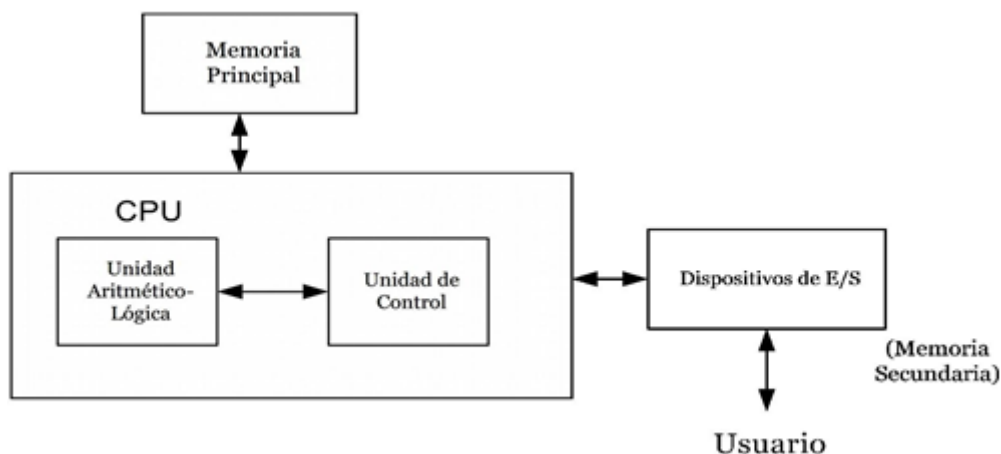 Memoria
Principal
CPU
Unidad
Aritmético-
Lógica
Unidad de
Control
Dispositivos de E/S
(Memoria
Secundaria)
Usuario